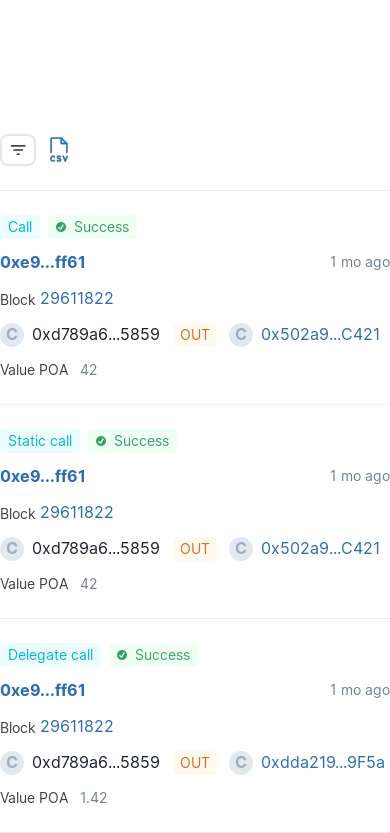 CSV
Call Success
0xe9...ff61 1 mo ago
Block 29611822
C 0xd789a6...5859 OUT C 0x502a9...C421
Value POA 42
Static call Success
0xe9...ff61 1 mo ago
Block 29611822
C 0xd789a6...5859 OUT C 0x502a9...C421
Value POA 42
Delegate call Success
0xe9...ff61 1 mo ago
Block 29611822
C 0xd789a6...5859 OUT C 0xdda219...9F5a
Value POA 1.42